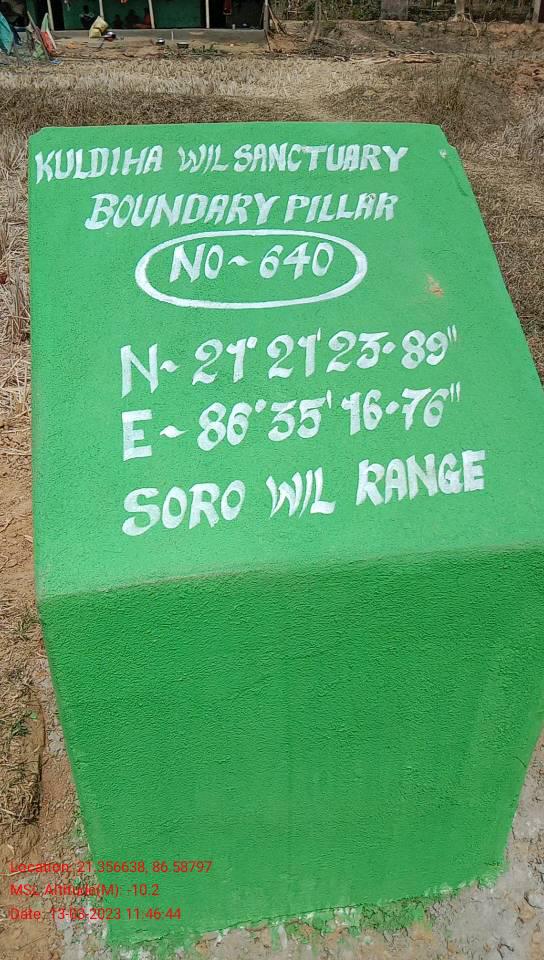 KULDIHA WIL SANCTUARY
BOUNDARY PILLAR
NO~640
N~21°21'23.89"
E~86°35'16.76"
SORO WIL RANGE
Location: 21.356638, 86.58797
MSL Altitude(M): -10.2
Date: 13-03-2023 11:46:44